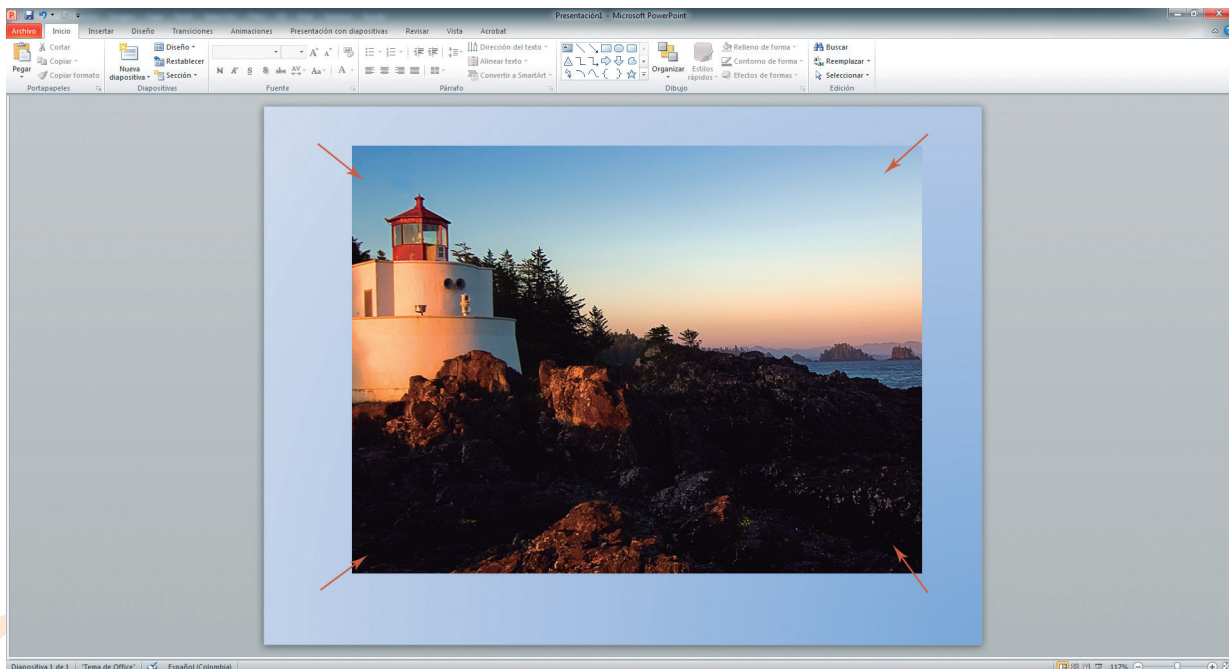 Presentación1 - Microsoft PowerPoint
Archivo Inicio Insertar Diseño Transiciones Animaciones Presentación con diapositivas Revisar Vista Acrobat
Pegar
Cortar
Copiar
Copiar formato
Portapapeles
Nueva diapositiva
Diseño
Restablecer
Sección
Diapositivas
N K S S abc AV Aa A
Fuente
Dirección del texto
Alinear texto
Convertir a SmartArt
Párrafo
Organizar
Estilos rápidos
Relleno de forma
Contorno de forma
Efectos de formas
Dibujo
Buscar
Reemplazar
Seleccionar
Edición
Diapositiva 1 de 1 "Tema de Office" Español (Colombia) 117%